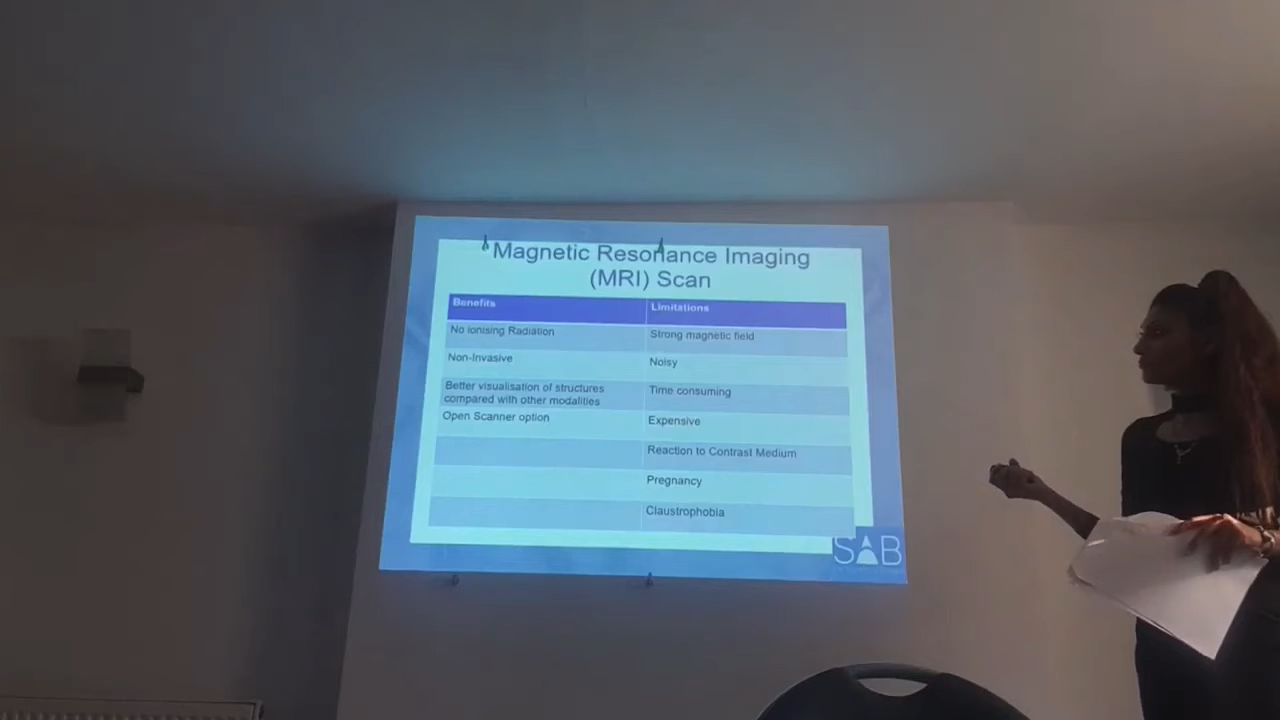 Magnetic Resonance Imaging
(MRI) Scan
Benefits Limitations
No ionising Radiation Strong magnetic field
Non-Invasive Noisy
Better visualisation of structures
compared with other modalities Time consuming
Open Scanner option Expensive
Reaction to Contrast Medium
Pregnancy
Claustrophobia
SAB